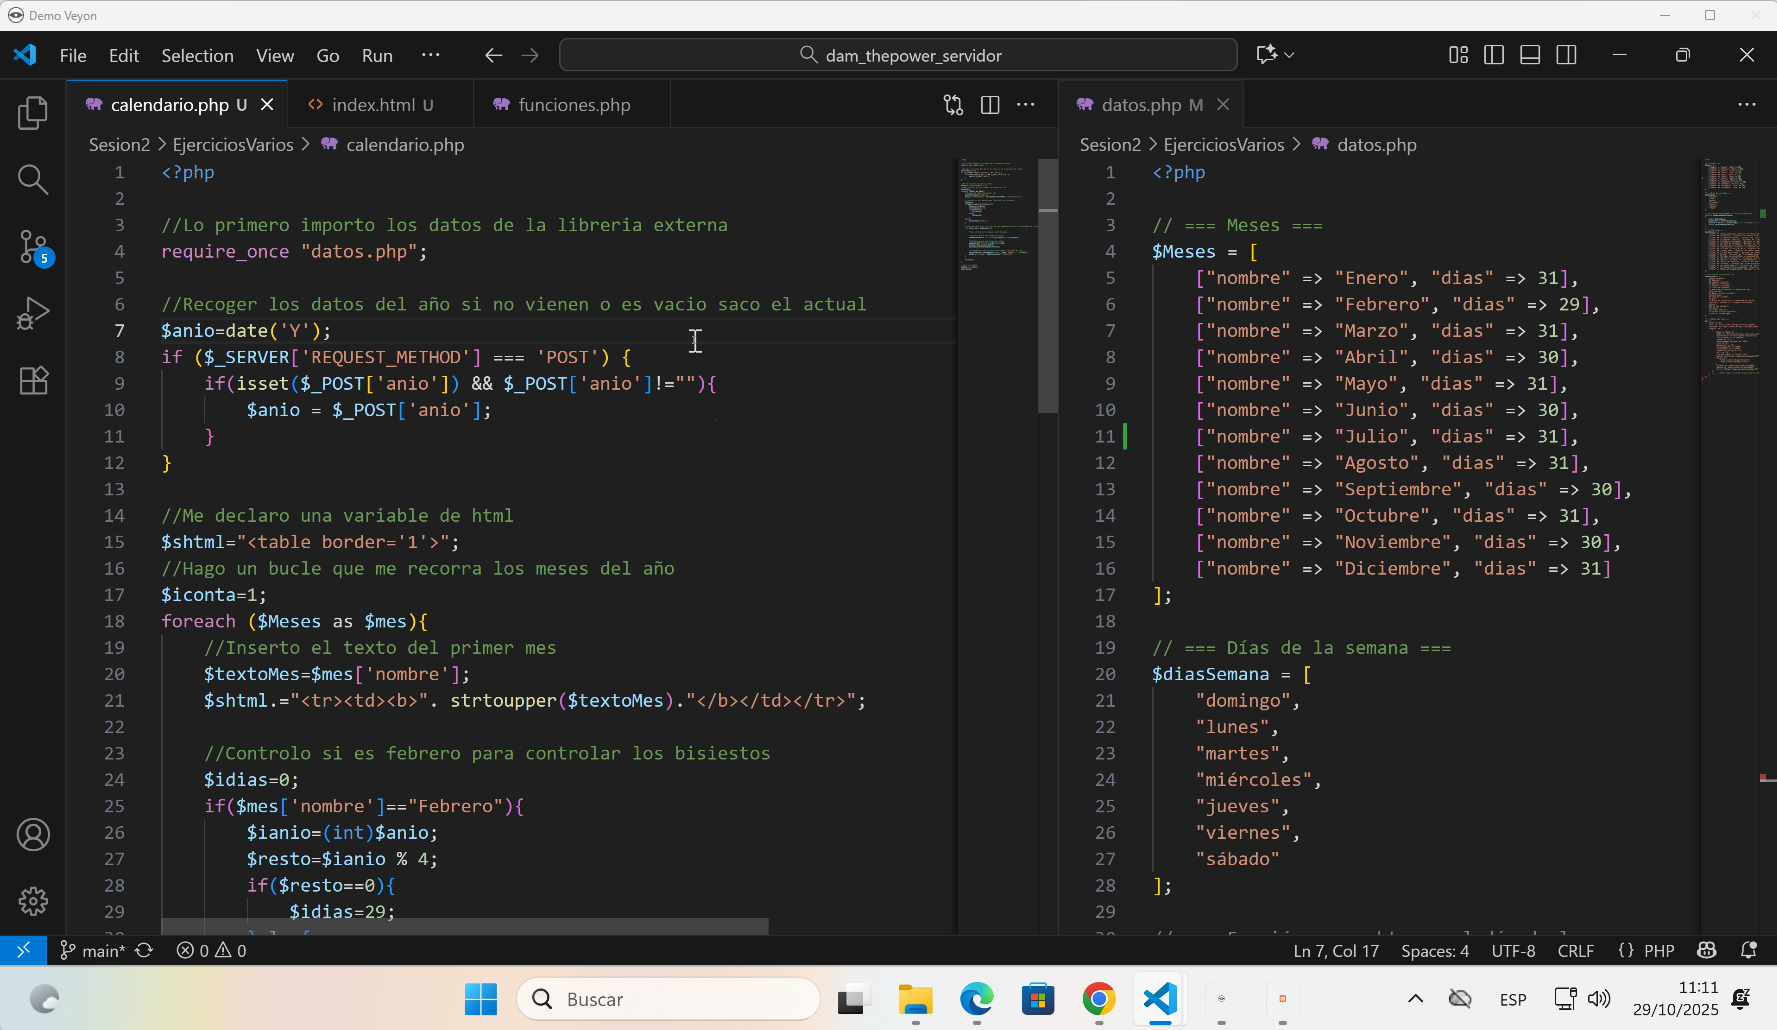 Demo Veyon
File Edit Selection View Go Run ··· dam_thepower_servidor
calendario.php U index.html U funciones.php
Sesion2 > EjerciciosVarios > calendario.php
1 <?php
2
3 //Lo primero importo los datos de la libreria externa
4 require_once "datos.php";
5
6 //Recoger los datos del año si no vienen o es vacio saco el actual
7 $anio=date('Y');
8 if ($_SERVER['REQUEST_METHOD'] === 'POST') {
9 if(isset($_POST['anio']) && $_POST['anio']!=""){
10 $anio = $_POST['anio'];
11 }
12 }
13
14 //Me declaro una variable de html
15 $shtml="<table border='1'>";
16 //Hago un bucle que me recorra los meses del año
17 $iconta=1;
18 foreach ($Meses as $mes){
19 //Inserto el texto del primer mes
20 $textoMes=$mes['nombre'];
21 $shtml.="<tr><td><b>". strtoupper($textoMes)."</b></td></tr>";
22
23 //Controlo si es febrero para controlar los bisiestos
24 $idias=0;
25 if($mes['nombre']=="Febrero"){
26 $ianio=(int)$anio;
27 $resto=$ianio % 4;
28 if($resto==0){
29 $idias=29;
datos.php M
Sesion2 > EjerciciosVarios > datos.php
1 <?php
2
3 // === Meses ===
4 $Meses = [
5 ["nombre" => "Enero", "dias" => 31],
6 ["nombre" => "Febrero", "dias" => 29],
7 ["nombre" => "Marzo", "dias" => 31],
8 ["nombre" => "Abril", "dias" => 30],
9 ["nombre" => "Mayo", "dias" => 31],
10 ["nombre" => "Junio", "dias" => 30],
11 ["nombre" => "Julio", "dias" => 31],
12 ["nombre" => "Agosto", "dias" => 31],
13 ["nombre" => "Septiembre", "dias" => 30],
14 ["nombre" => "Octubre", "dias" => 31],
15 ["nombre" => "Noviembre", "dias" => 30],
16 ["nombre" => "Diciembre", "dias" => 31]
17 ];
18
19 // === Días de la semana ===
20 $diasSemana = [
21 "domingo",
22 "lunes",
23 "martes",
24 "miércoles",
25 "jueves",
26 "viernes",
27 "sábado"
28 ];
29
5
main* 0 0 Ln 7, Col 17 Spaces: 4 UTF-8 CRLF {} PHP
Buscar ESP 11:11
29/10/2025